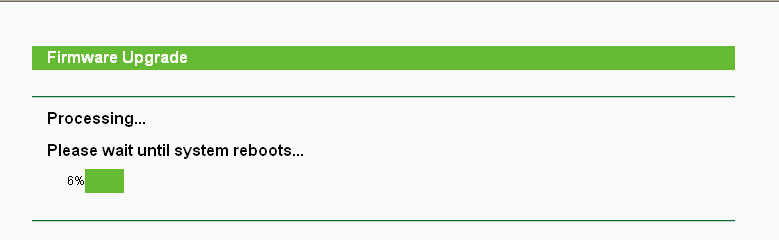 Firmware Upgrade
Processing...
Please wait until system reboots...
6%